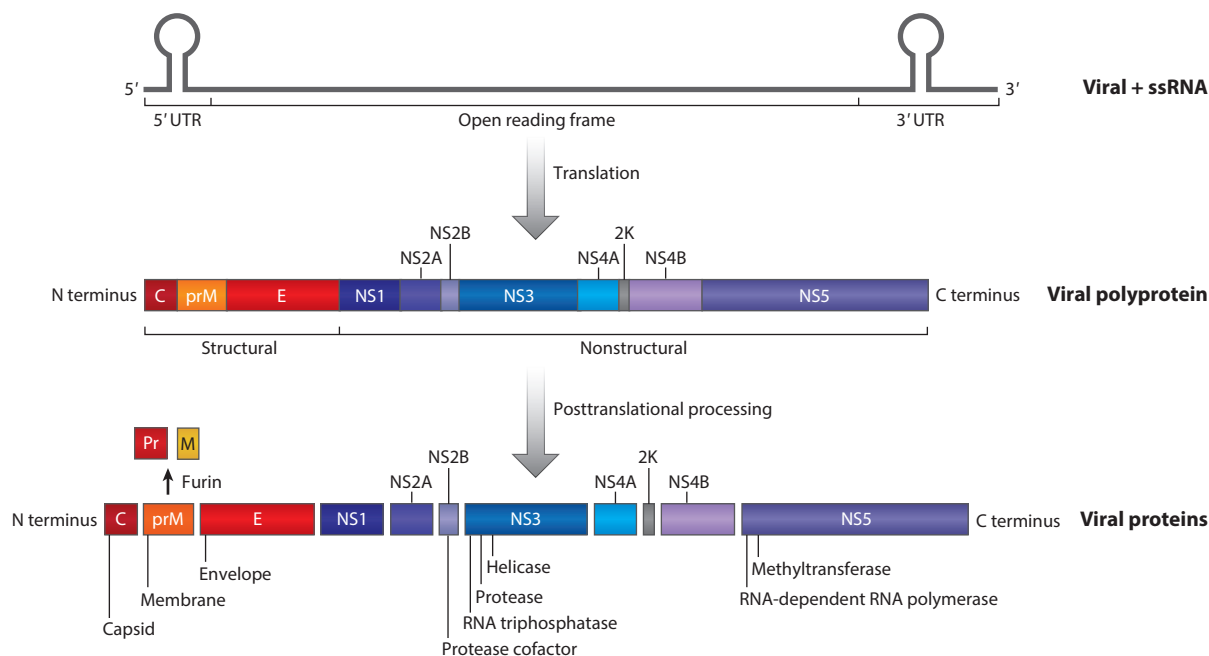 5′
3′
Viral + ssRNA
5′ UTR
Open reading frame
3′ UTR
Translation
NS2B
2K
NS2A
NS4A
NS4B
N terminus
C
prM
E
NS1
NS3
NS5
C terminus
Viral polyprotein
Structural
Nonstructural
Posttranslational processing
Pr
M
Furin
NS2B
2K
NS2A
NS4A
NS4B
N terminus
C
prM
E
NS1
NS3
NS5
C terminus
Viral proteins
Envelope
Membrane
Capsid
Helicase
Protease
RNA triphosphatase
Protease cofactor
Methyltransferase
RNA-dependent RNA polymerase